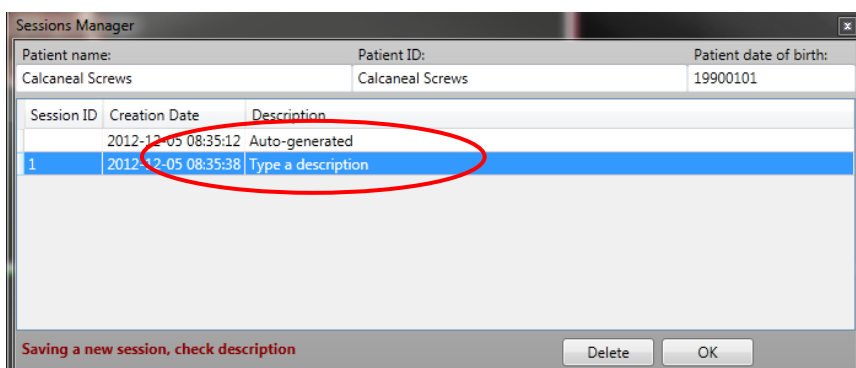 Sessions Manager x
Patient name: Patient ID: Patient date of birth:
Calcaneal Screws Calcaneal Screws 19900101
Session ID Creation Date Description
2012-12-05 08:35:12 Auto-generated
1 2012-12-05 08:35:38 Type a description
Saving a new session, check description Delete OK